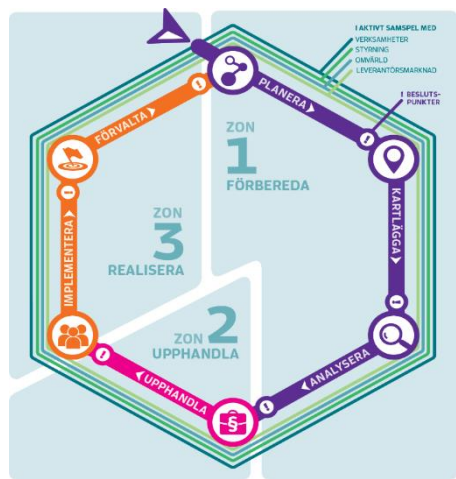 I AKTIVT SAMSPEL MED
VERKSAMHETER
STYRNING
OMVÄRLD
LEVERANTÖRSMARKNAD
! BESLUTS-
PUNKTER
PLANERA
!
KARTLÄGGA
!
ANALYSERA
!
§
UPPHANDLA
!
IMPLEMENTERA
!
FÖRVALTA
!
ZON
1
FÖRBEREDA
ZON
3
REALISERA
ZON 2
UPPHANDLA